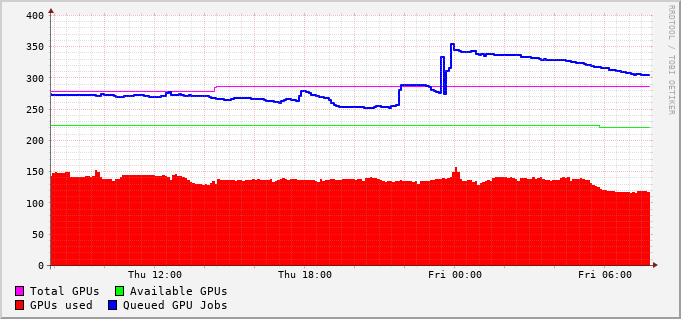 400
350
300
250
200
150
100
50
0
Thu 12:00 Thu 18:00 Fri 00:00 Fri 06:00
Total GPUs Available GPUs
GPUs used Queued GPU Jobs
RRDTOOL / TOBI OETIKER